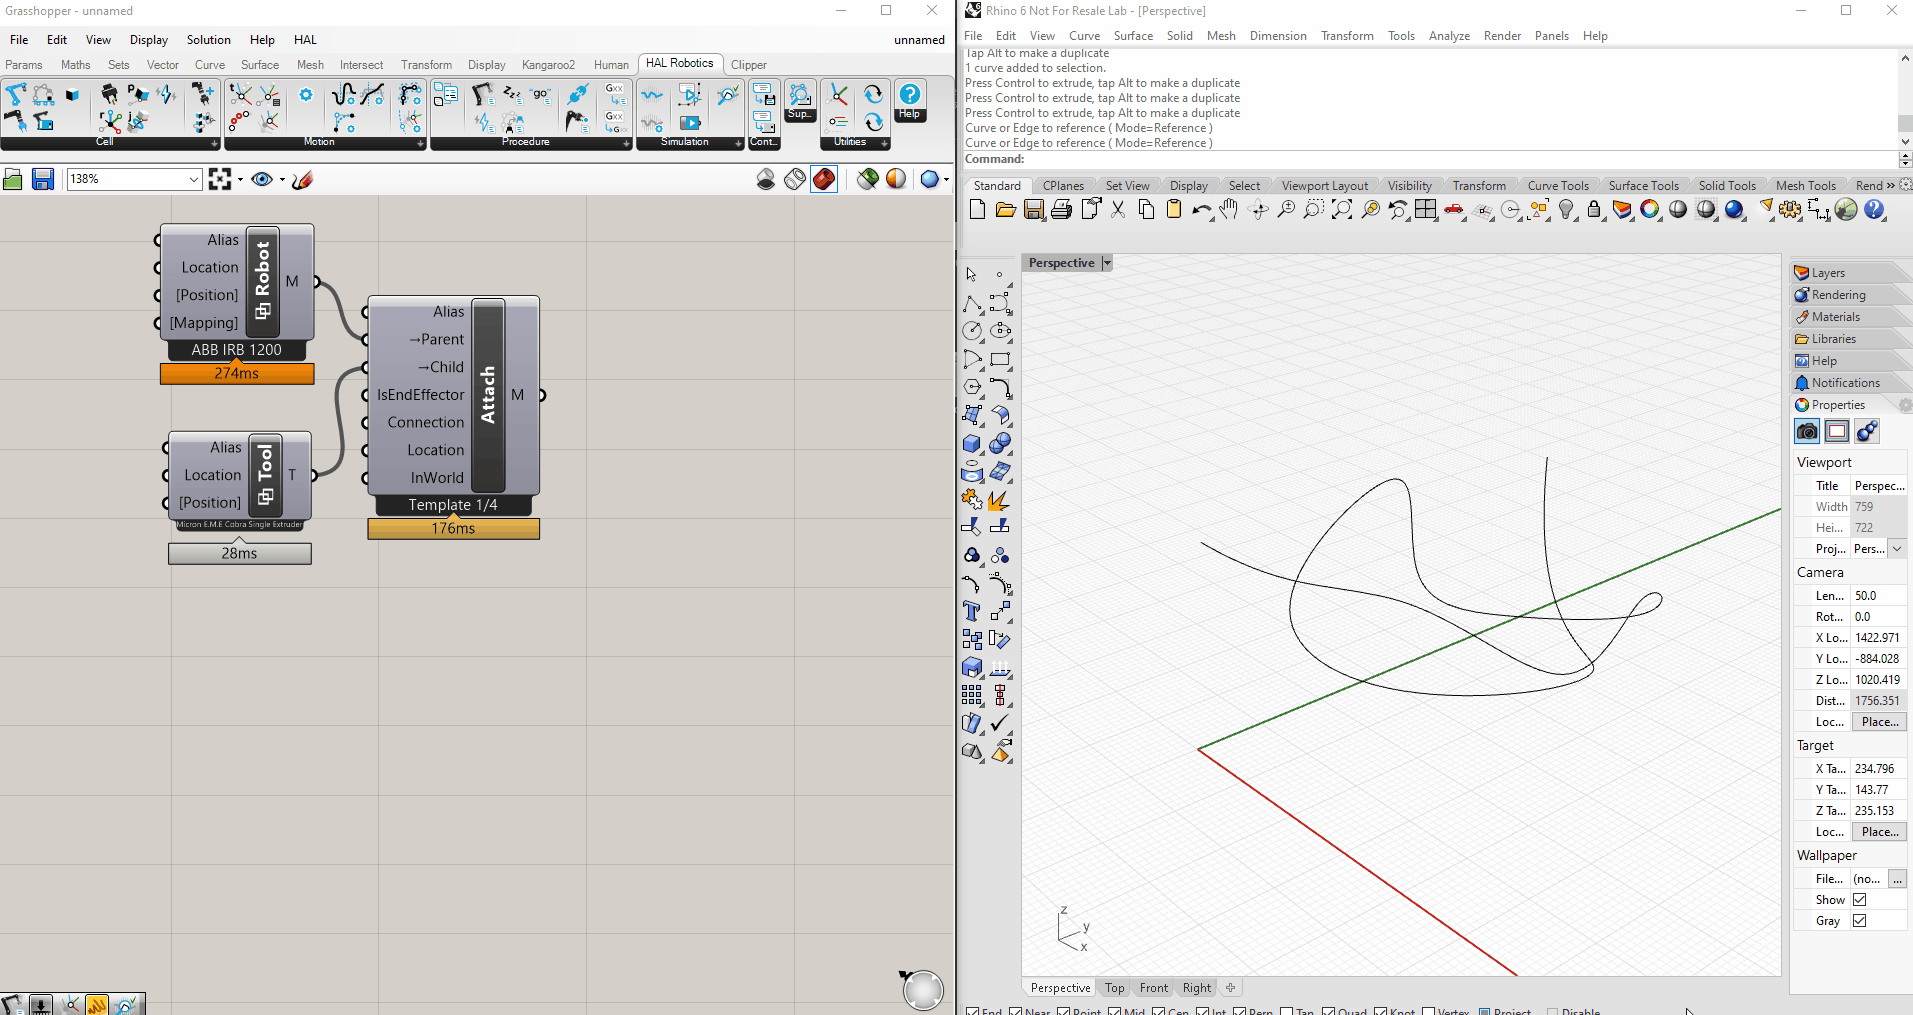 Grasshopper - unnamed
File Edit View Display Solution Help HAL unnamed
Params Maths Sets Vector Curve Surface Mesh Intersect Transform Display Kangaroo2 Human HAL Robotics Clipper
Cell Motion Procedure Simulation Cont... Sup... Utilities Help
138%
Alias
Location
[Position]
[Mapping]
Robot
M
ABB IRB 1200
274ms
Alias
Location
[Position]
Tool
T
Micron E.M.E Cobra Single Extruder
28ms
Alias
→Parent
→Child
IsEndEffector
Connection
Location
InWorld
Attach
M
Template 1/4
176ms
Rhino 6 Not For Resale Lab - [Perspective]
File Edit View Curve Surface Solid Mesh Dimension Transform Tools Analyze Render Panels Help
Tap Alt to make a duplicate
1 curve added to selection.
Press Control to extrude, tap Alt to make a duplicate
Press Control to extrude, tap Alt to make a duplicate
Press Control to extrude, tap Alt to make a duplicate
Curve or Edge to reference ( Mode=Reference )
Curve or Edge to reference ( Mode=Reference )
Command:
Standard CPlanes Set View Display Select Viewport Layout Visibility Transform Curve Tools Surface Tools Solid Tools Mesh Tools Rend »
Perspective
z
y
x
Perspective Top Front Right
End Near Point Mid Cen Int Perp Tan Quad Knot Vertex Project Disable
Layers
Rendering
Materials
Libraries
Help
Notifications
Properties
Viewport
Title Perspec...
Width 759
Hei... 722
Proj... Pers...
Camera
Len... 50.0
Rot... 0.0
X Lo... 1422.971
Y Lo... -884.028
Z Lo... 1020.419
Dist... 1756.351
Loc... Place...
Target
X Ta... 234.796
Y Ta... 143.77
Z Ta... 235.153
Loc... Place...
Wallpaper
File... (no... ...
Show
Gray